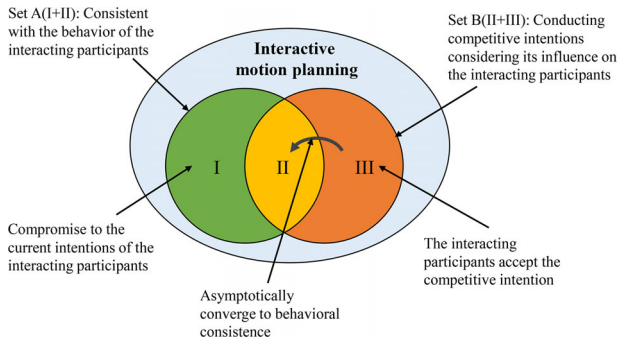 Set A(I+II): Consistent
with the behavior of the
interacting participants
Interactive
motion planning
Set B(II+III): Conducting
competitive intentions
considering its influence on
the interacting participants
I
II
III
Compromise to the
current intentions of the
interacting participants
Asymptotically
converge to behavioral
consistence
The interacting
participants accept the
competitive intention